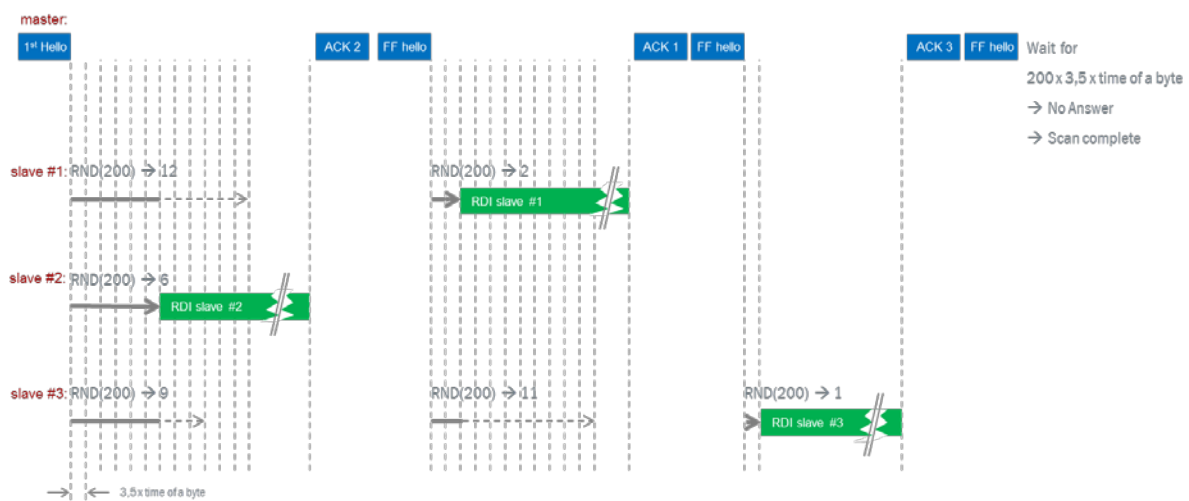 master:
1st Hello
ACK 2
FF hello
ACK 1
FF hello
ACK 3
FF hello
Wait for
200 x 3,5 x time of a byte
→ No Answer
→ Scan complete
slave #1:
RND(200) → 12
RND(200) → 2
RDI slave #1
slave #2:
RND(200) → 6
RDI slave #2
slave #3:
RND(200) → 9
RND(200) → 11
RND(200) → 1
RDI slave #3
3,5 x time of a byte